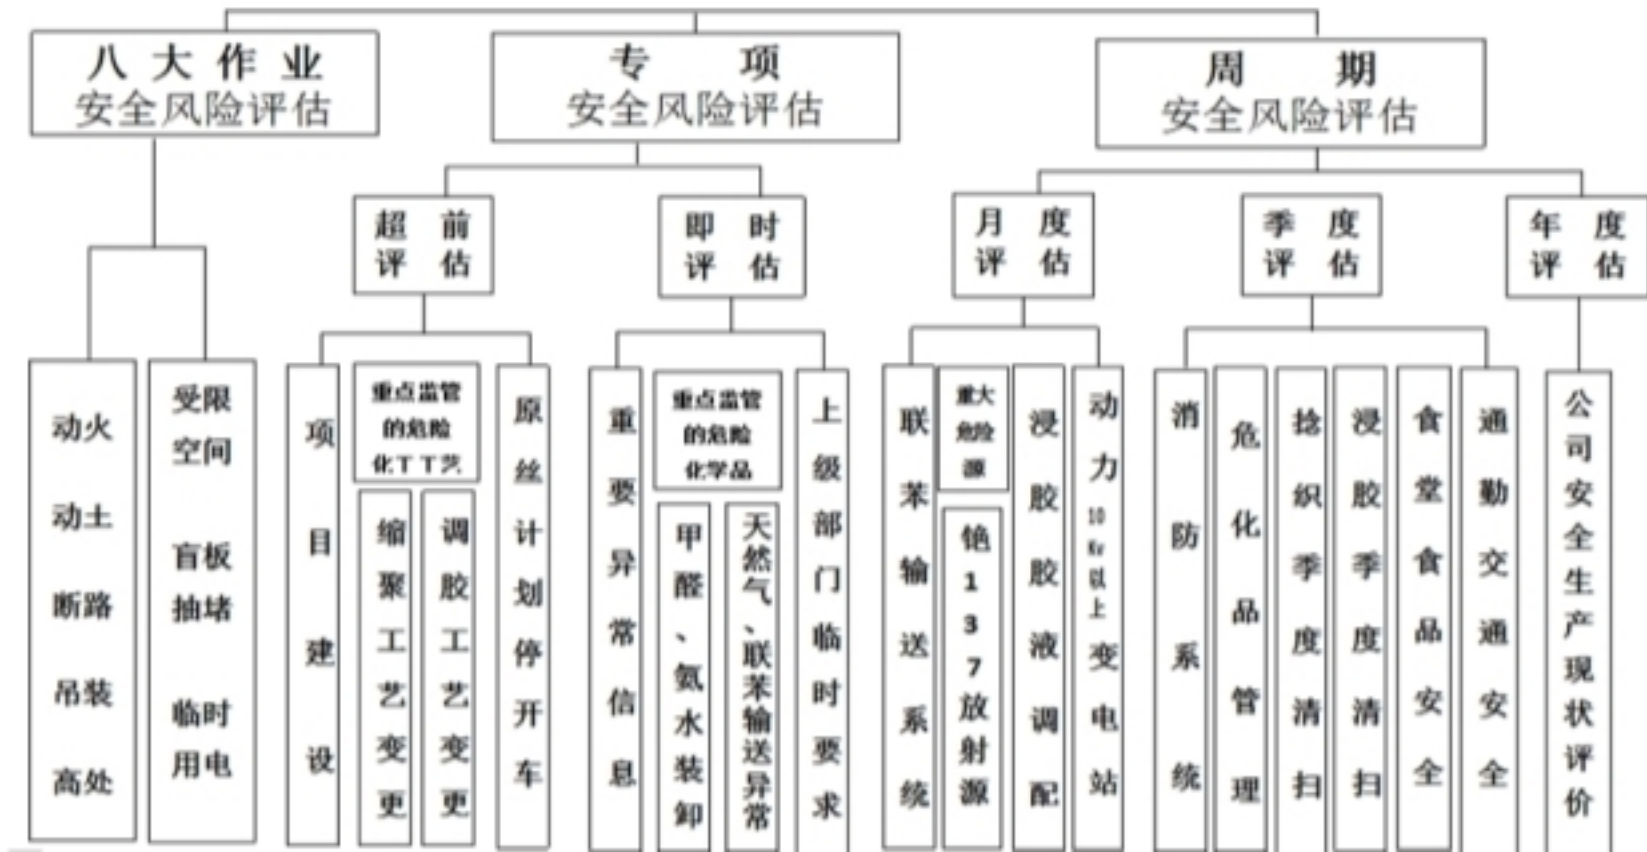 八大作业
安全风险评估
专项
安全风险评估
周期
安全风险评估
超前
评估
即时
评估
月度
评估
季度
评估
年度
评估
动火
动土
断路
吊装
高处
受限
空间
盲板
抽堵
临时
用电
项目建设
重点监管
的危险
化工工艺
缩聚工艺变更
调胶工艺变更
原丝计划停开车
重要异常信息
重点监管
的危险
化学品
甲醛、氨水装卸
天然气、联苯输送异常
上级部门临时要求
联苯输送系统
重大
危险
源
铯137放射源
浸胶胶液调配
动力10Kv以上变电站
消防系统
危化品管理
捻织季度清扫
浸胶季度清扫
食堂食品安全
通勤交通安全
公司安全生产现状评价